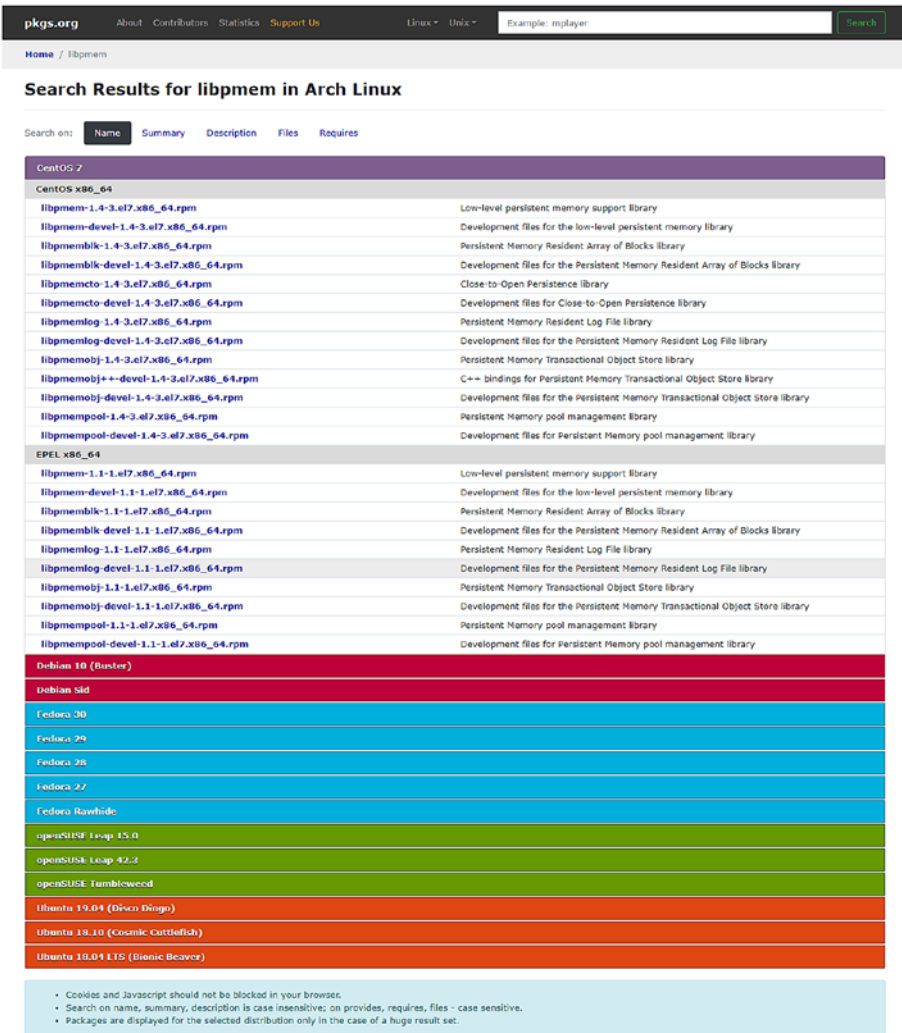 pkgs.org About Contributors Statistics Support Us Linux Unix Example: mplayer Search
Home / libpmem
Search Results for libpmem in Arch Linux
Search on: Name Summary Description Files Requires
CentOS 7
CentOS x86_64
libpmem-1.4-3.el7.x86_64.rpm Low-level persistent memory support library
libpmem-devel-1.4-3.el7.x86_64.rpm Development files for the low-level persistent memory library
libpmemblk-1.4-3.el7.x86_64.rpm Persistent Memory Resident Array of Blocks library
libpmemblk-devel-1.4-3.el7.x86_64.rpm Development files for the Persistent Memory Resident Array of Blocks library
libpmemcto-1.4-3.el7.x86_64.rpm Close-to-Open Persistence library
libpmemcto-devel-1.4-3.el7.x86_64.rpm Development files for Close-to-Open Persistence library
libpmemlog-1.4-3.el7.x86_64.rpm Persistent Memory Resident Log File library
libpmemlog-devel-1.4-3.el7.x86_64.rpm Development files for the Persistent Memory Resident Log File library
libpmemobj-1.4-3.el7.x86_64.rpm Persistent Memory Transactional Object Store library
libpmemobj++-devel-1.4-3.el7.x86_64.rpm C++ bindings for Persistent Memory Transactional Object Store library
libpmemobj-devel-1.4-3.el7.x86_64.rpm Development files for the Persistent Memory Transactional Object Store library
libpmempool-1.4-3.el7.x86_64.rpm Persistent Memory pool management library
libpmempool-devel-1.4-3.el7.x86_64.rpm Development files for Persistent Memory pool management library
EPEL x86_64
libpmem-1.1-1.el7.x86_64.rpm Low-level persistent memory support library
libpmem-devel-1.1-1.el7.x86_64.rpm Development files for the low-level persistent memory library
libpmemblk-1.1-1.el7.x86_64.rpm Persistent Memory Resident Array of Blocks library
libpmemblk-devel-1.1-1.el7.x86_64.rpm Development files for the Persistent Memory Resident Array of Blocks library
libpmemlog-1.1-1.el7.x86_64.rpm Persistent Memory Resident Log File library
libpmemlog-devel-1.1-1.el7.x86_64.rpm Development files for the Persistent Memory Resident Log File library
libpmemobj-1.1-1.el7.x86_64.rpm Persistent Memory Transactional Object Store library
libpmemobj-devel-1.1-1.el7.x86_64.rpm Development files for the Persistent Memory Transactional Object Store library
libpmempool-1.1-1.el7.x86_64.rpm Persistent Memory pool management library
libpmempool-devel-1.1-1.el7.x86_64.rpm Development files for Persistent Memory pool management library
Debian 10 (Buster)
Debian Sid
Fedora 30
Fedora 29
Fedora 28
Fedora 27
Fedora Rawhide
openSUSE Leap 15.0
openSUSE Leap 42.3
openSUSE Tumbleweed
Ubuntu 19.04 (Disco Dingo)
Ubuntu 18.10 (Cosmic Cuttlefish)
Ubuntu 18.04 LTS (Bionic Beaver)
• Cookies and Javascript should not be blocked in your browser.
• Search on name, summary, description is case insensitive; on provides, requires, files - case sensitive.
• Packages are displayed for the selected distribution only in the case of a huge result set.